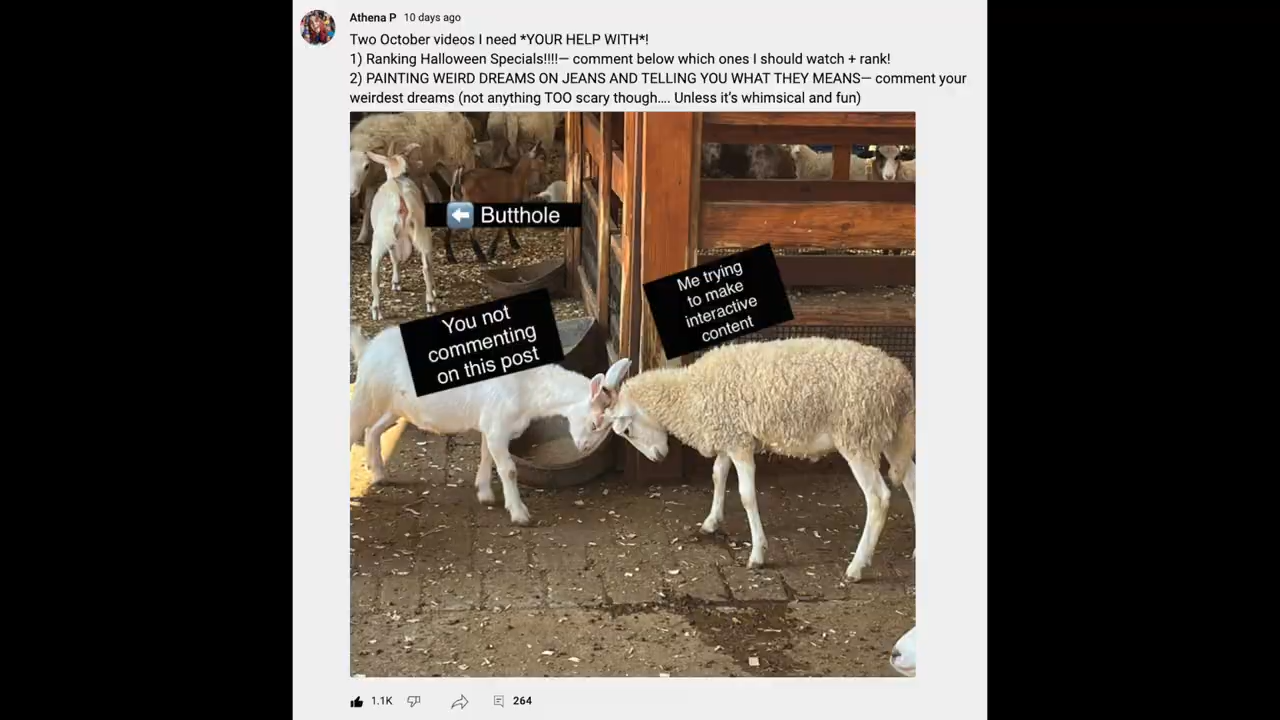 Athena P 10 days ago
Two October videos I need *YOUR HELP WITH*!
1) Ranking Halloween Specials!!!!— comment below which ones I should watch + rank!
2) PAINTING WEIRD DREAMS ON JEANS AND TELLING YOU WHAT THEY MEANS— comment your
weirdest dreams (not anything TOO scary though.... Unless it's whimsical and fun)
⬅️ Butthole
Me trying
to make
interactive
content
You not
commenting
on this post
1.1K 264